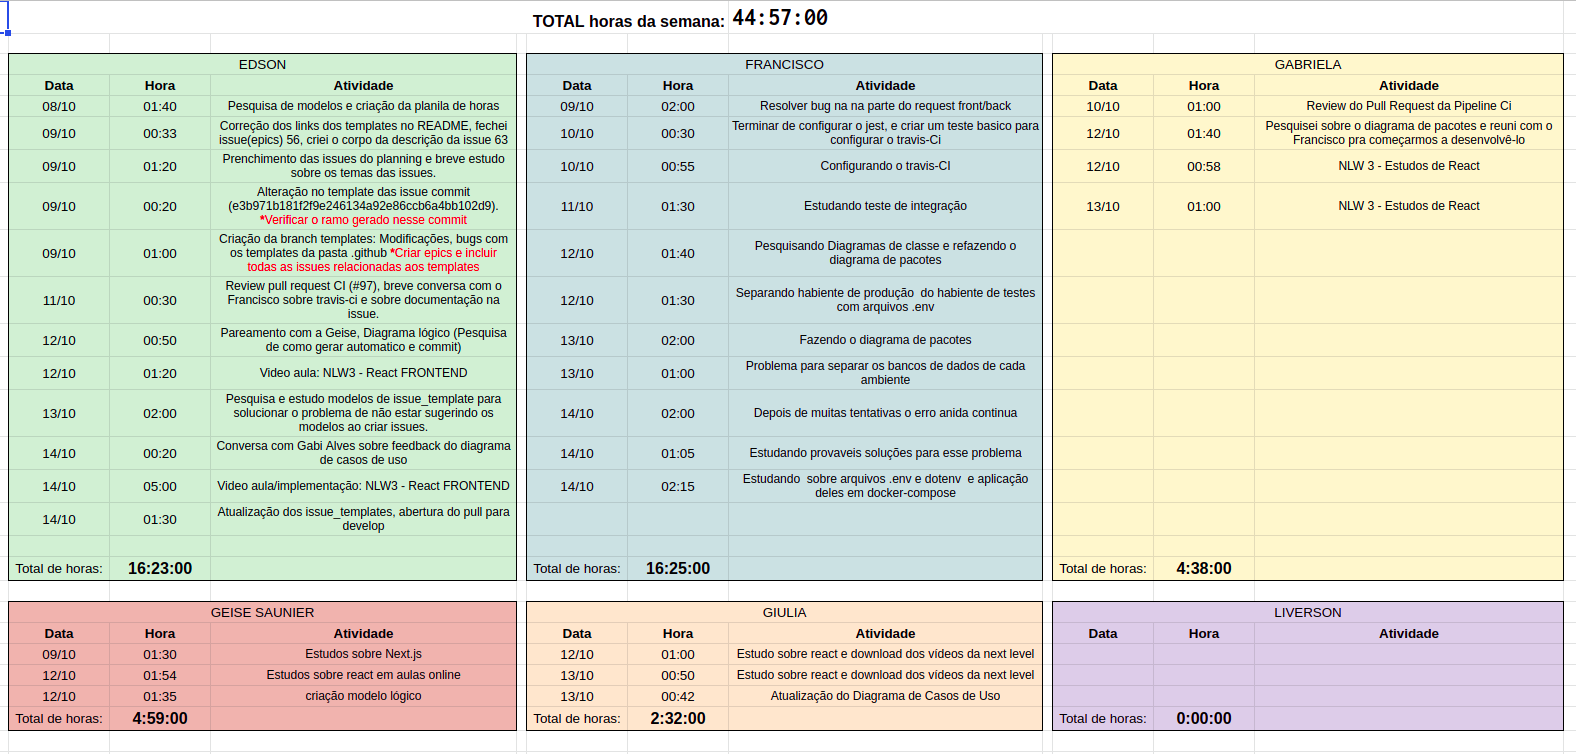 TOTAL horas da semana: 44:57:00
EDSON
Data Hora Atividade
08/10 01:40 Pesquisa de modelos e criação da planila de horas
09/10 00:33 Correção dos links dos templates no README, fechei
issue(epics) 56, criei o corpo da descrição da issue 63
09/10 01:20 Prenchimento das issues do planning e breve estudo
sobre os temas das issues.
09/10 00:20 Alteração no template das issue commit
(e3b971b181f2f9e246134a92e86ccb6a4bb102d9).
*Verificar o ramo gerado nesse commit
09/10 01:00 Criação da branch templates: Modificações, bugs com
os templates da pasta .github *Criar epics e incluir
todas as issues relacionadas aos templates
11/10 00:30 Review pull request CI (#97), breve conversa com o
Francisco sobre travis-ci e sobre documentação na
issue.
12/10 00:50 Pareamento com a Geise, Diagrama lógico (Pesquisa
de como gerar automatico e commit)
12/10 01:20 Video aula: NLW3 - React FRONTEND
13/10 02:00 Pesquisa e estudo modelos de issue_template para
solucionar o problema de não estar sugerindo os
modelos ao criar issues.
14/10 00:20 Conversa com Gabi Alves sobre feedback do diagrama
de casos de uso
14/10 05:00 Video aula/implementação: NLW3 - React FRONTEND
14/10 01:30 Atualização dos issue_templates, abertura do pull para
develop
Total de horas: 16:23:00
FRANCISCO
Data Hora Atividade
09/10 02:00 Resolver bug na na parte do request front/back
10/10 00:30 Terminar de configurar o jest, e criar um teste basico para
configurar o travis-Ci
10/10 00:55 Configurando o travis-CI
11/10 01:30 Estudando teste de integração
12/10 01:40 Pesquisando Diagramas de classe e refazendo o
diagrama de pacotes
12/10 01:30 Separando habiente de produção  do habiente de testes
com arquivos .env
13/10 02:00 Fazendo o diagrama de pacotes
13/10 01:00 Problema para separar os bancos de dados de cada
ambiente
14/10 02:00 Depois de muitas tentativas o erro anida continua
14/10 01:05 Estudando provaveis soluções para esse problema
14/10 02:15 Estudando  sobre arquivos .env e dotenv  e aplicação
deles em docker-compose
Total de horas: 16:25:00
GABRIELA
Data Hora Atividade
10/10 01:00 Review do Pull Request da Pipeline Ci
12/10 01:40 Pesquisei sobre o diagrama de pacotes e reuni com o
Francisco pra começarmos a desenvolvê-lo
12/10 00:58 NLW 3 - Estudos de React
13/10 01:00 NLW 3 - Estudos de React
Total de horas: 4:38:00
GEISE SAUNIER
Data Hora Atividade
09/10 01:30 Estudos sobre Next.js
12/10 01:54 Estudos sobre react em aulas online
12/10 01:35 criação modelo lógico
Total de horas: 4:59:00
GIULIA
Data Hora Atividade
12/10 01:00 Estudo sobre react e download dos vídeos da next level
13/10 00:50 Estudo sobre react e download dos vídeos da next level
13/10 00:42 Atualização do Diagrama de Casos de Uso
Total de horas: 2:32:00
LIVERSON
Data Hora Atividade
Total de horas: 0:00:00